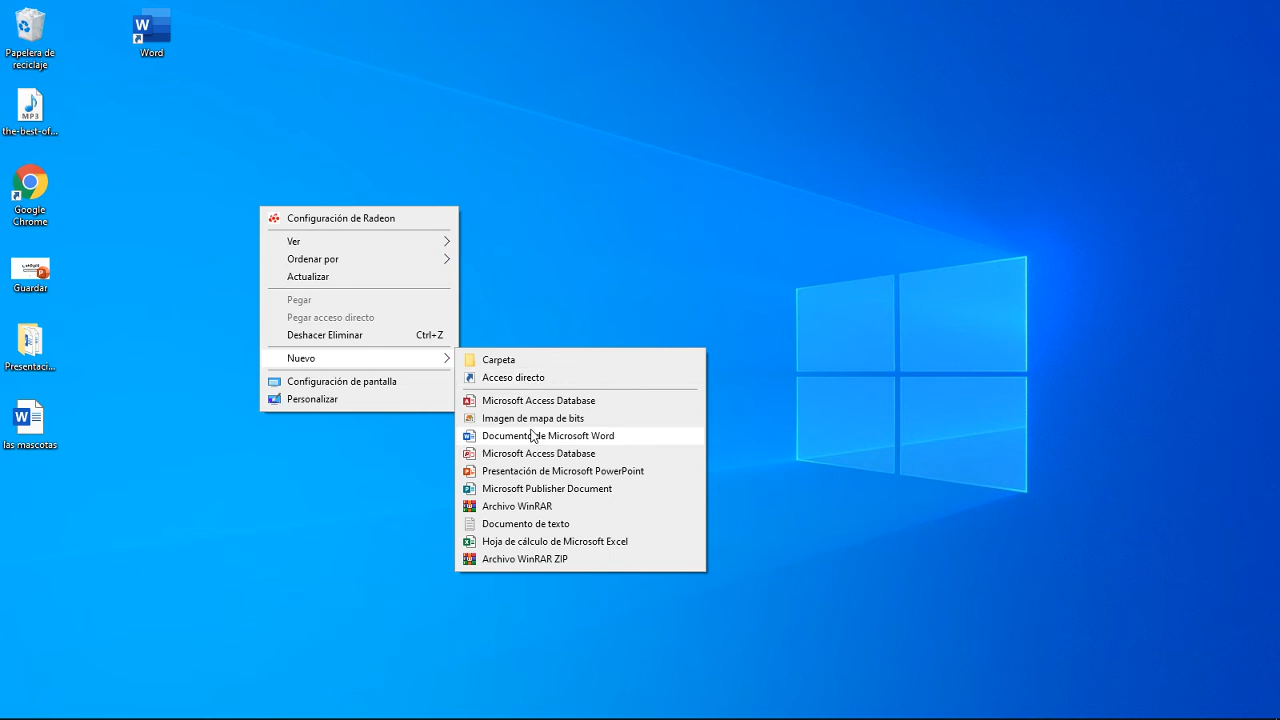 Papelera de
reciclaje
Word
MP3
the-best-of...
Google
Chrome
Guardar
Presentaci...
las mascotas
Configuración de Radeon
Ver
Ordenar por
Actualizar
Pegar
Pegar acceso directo
Deshacer Eliminar Ctrl+Z
Nuevo
Configuración de pantalla
Personalizar
Carpeta
Acceso directo
Microsoft Access Database
Imagen de mapa de bits
Documento de Microsoft Word
Microsoft Access Database
Presentación de Microsoft PowerPoint
Microsoft Publisher Document
Archivo WinRAR
Documento de texto
Hoja de cálculo de Microsoft Excel
Archivo WinRAR ZIP